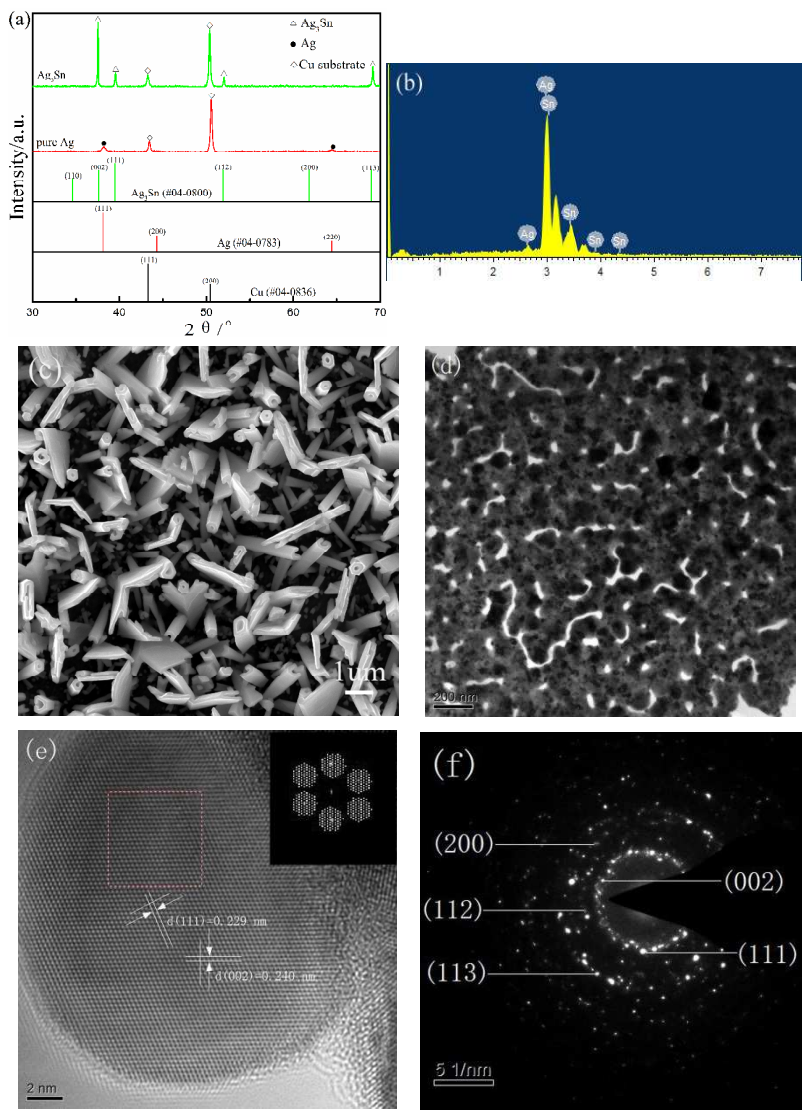 (a)
△ Ag3Sn
● Ag
◇ Cu substrate
Ag3Sn
pure Ag
(110)
(002)
(111)
(112)
(200)
(113)
Ag3Sn (#04-0800)
(111)
(200)
(220)
Ag (#04-0783)
(111)
(200)
Cu (#04-0836)
Intensity/a.u.
30 40 50 60 70
2 θ /°
(b)
Ag
Sn
Ag
Sn
Sn
Sn
1 2 3 4 5 6 7
(c)
1um
(d)
200 nm
(e)
d(111)=0.229 nm
d(002)=0.240 nm
2 nm
(f)
(200)
(002)
(112)
(111)
(113)
5 1/nm